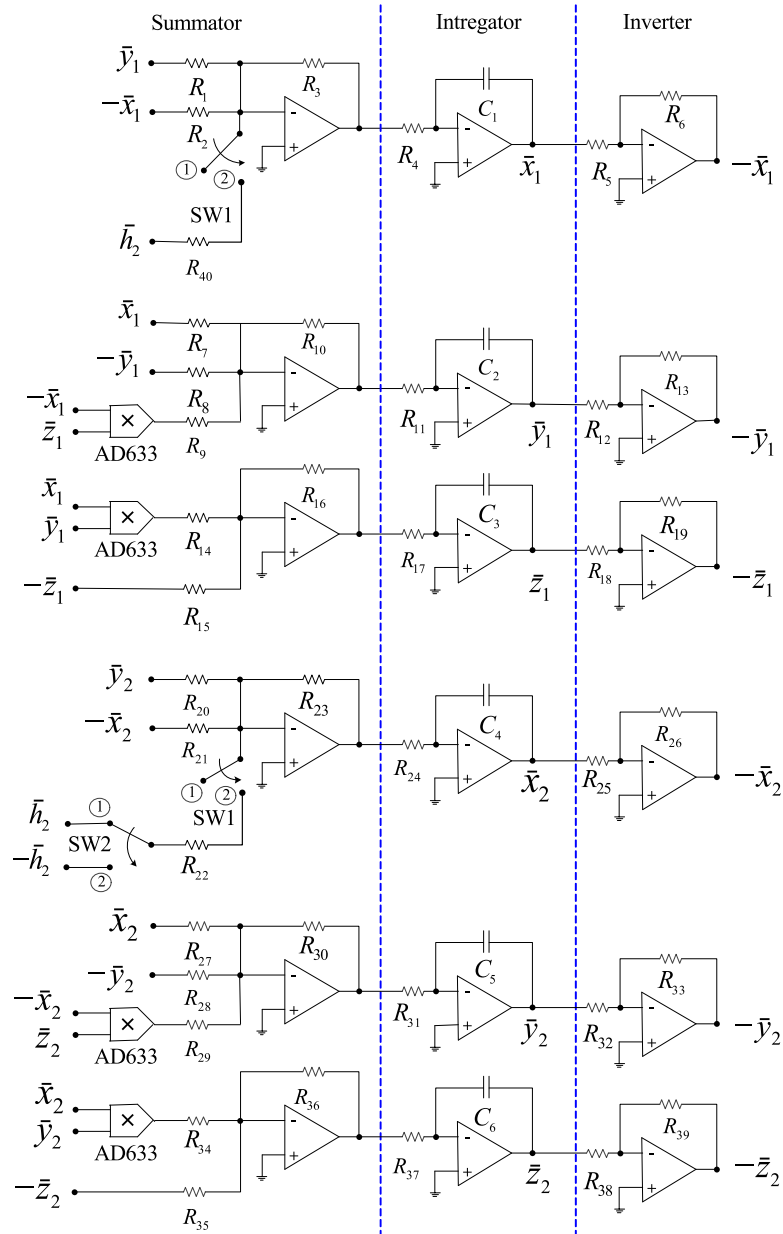 Summator Intregator Inverter
ȳ₁
R₁
R₃
−x̄₁
R₂
-
+
① ②
SW1
h̄₂
R₄₀
R₄
C₁
-
+
x̄₁
R₅
R₆
-
+
−x̄₁
x̄₁
R₇
R₁₀
−ȳ₁
R₈
-
+
−x̄₁
z̄₁
×
AD633
R₉
R₁₁
C₂
-
+
ȳ₁
R₁₂
R₁₃
-
+
−ȳ₁
x̄₁
ȳ₁
×
AD633
R₁₄
R₁₆
-
+
−z̄₁
R₁₅
R₁₇
C₃
-
+
z̄₁
R₁₈
R₁₉
-
+
−z̄₁
ȳ₂
R₂₀
R₂₃
−x̄₂
R₂₁
-
+
① ②
SW1
h̄₂
①
SW2
−h̄₂
②
R₂₂
R₂₄
C₄
-
+
x̄₂
R₂₅
R₂₆
-
+
−x̄₂
x̄₂
R₂₇
R₃₀
−ȳ₂
R₂₈
-
+
−x̄₂
z̄₂
×
AD633
R₂₉
R₃₁
C₅
-
+
ȳ₂
R₃₂
R₃₃
-
+
−ȳ₂
x̄₂
ȳ₂
×
AD633
R₃₄
R₃₆
-
+
−z̄₂
R₃₅
R₃₇
C₆
-
+
z̄₂
R₃₈
R₃₉
-
+
−z̄₂